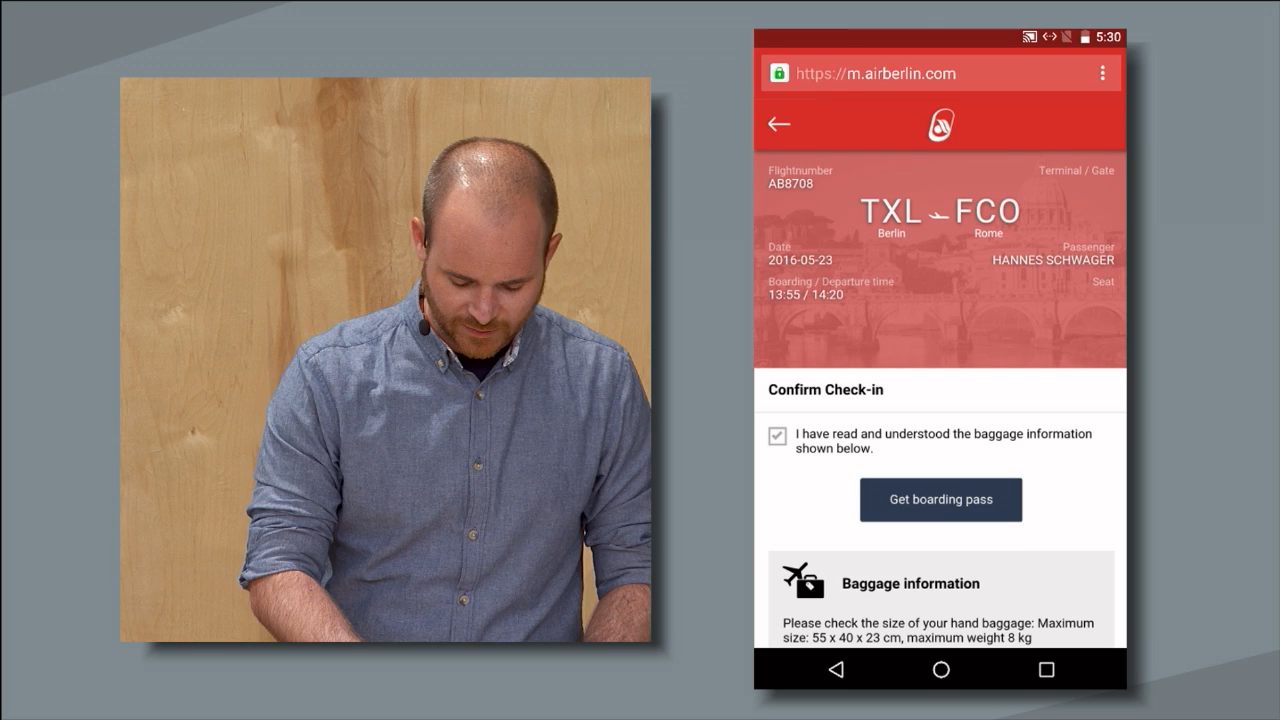 5:30
https://m.airberlin.com
Flightnumber
Terminal / Gate
AB8708
TXL FCO
Berlin
Rome
Date
Passenger
2016-05-23
HANNES SCHWAGER
Boarding / Departure time
Seat
13:55 / 14:20
Confirm Check-in
I have read and understood the baggage information
shown below.
Get boarding pass
Baggage information
Please check the size of your hand baggage: Maximum
size: 55 x 40 x 23 cm, maximum weight 8 kg